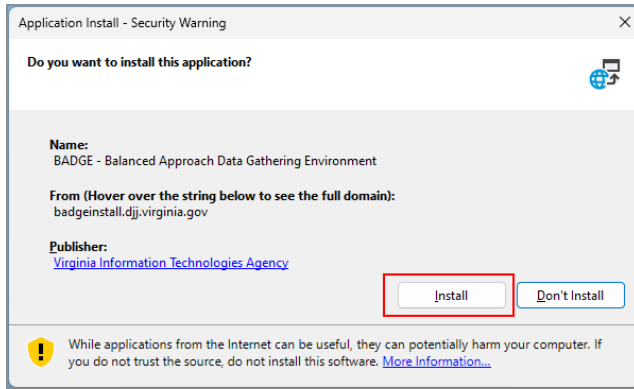 Application Install - Security Warning
Do you want to install this application?
Name:
BADGE - Balanced Approach Data Gathering Environment
From (Hover over the string below to see the full domain):
badgeinstall.djj.virginia.gov
Publisher:
Virginia Information Technologies Agency
Install Don't Install
While applications from the Internet can be useful, they can potentially harm your computer. If
you do not trust the source, do not install this software. More Information...